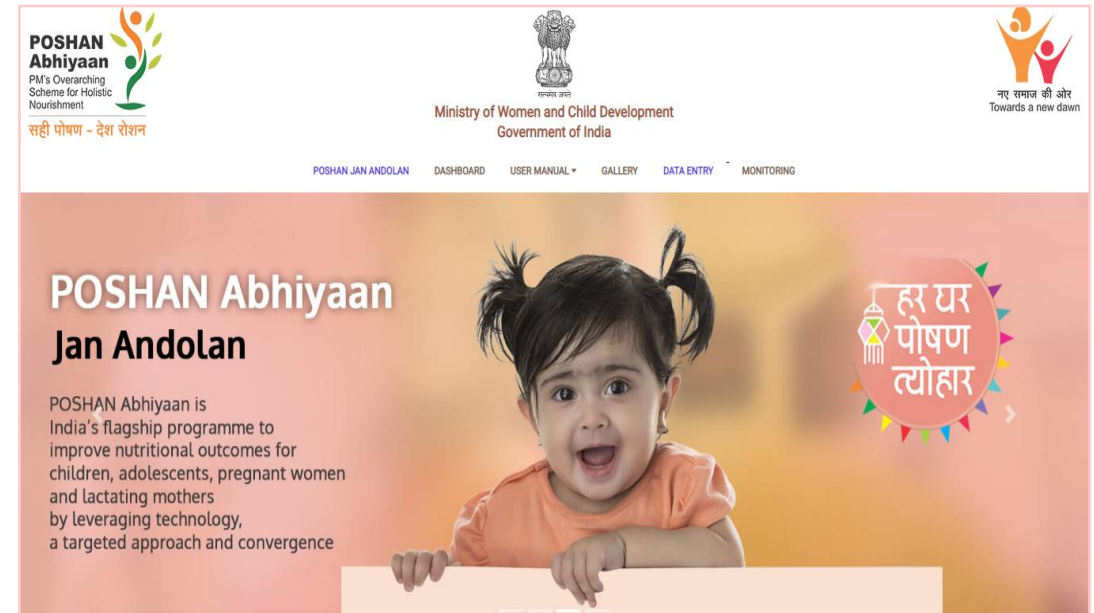 POSHAN
Abhiyaan
PM's Overarching
Scheme for Holistic
Nourishment
सही पोषण – देश रोशन
सत्यमेव जयते
Ministry of Women and Child Development
Government of India
नए समाज की ओर
Towards a new dawn
POSHAN JAN ANDOLAN DASHBOARD USER MANUAL GALLERY DATA ENTRY MONITORING
POSHAN Abhiyaan
Jan Andolan
POSHAN Abhiyaan is
India's flagship programme to
improve nutritional outcomes for
children, adolescents, pregnant women
and lactating mothers
by leveraging technology,
a targeted approach and convergence
हर घर
पोषण
त्योहार